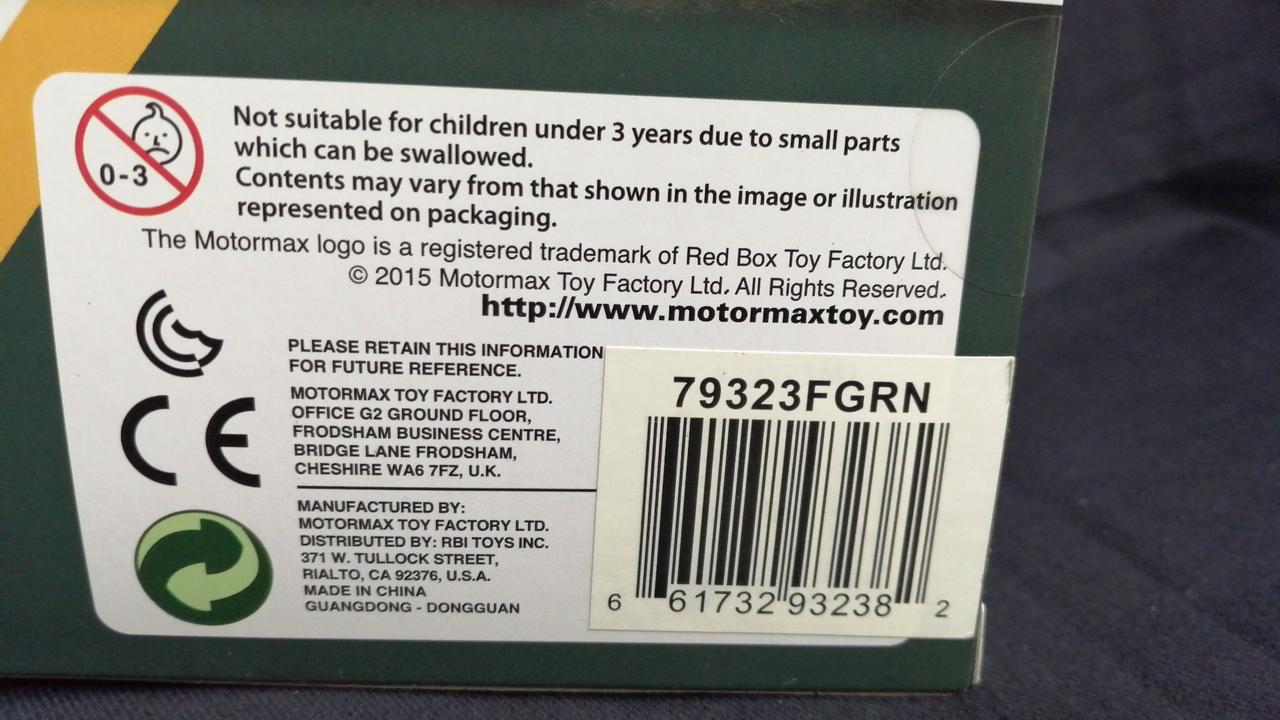 0-3
Not suitable for children under 3 years due to small parts
which can be swallowed.
Contents may vary from that shown in the image or illustration
represented on packaging.
The Motormax logo is a registered trademark of Red Box Toy Factory Ltd.
© 2015 Motormax Toy Factory Ltd. All Rights Reserved.
http://www.motormaxtoy.com
PLEASE RETAIN THIS INFORMATION
FOR FUTURE REFERENCE.
MOTORMAX TOY FACTORY LTD.
OFFICE G2 GROUND FLOOR,
FRODSHAM BUSINESS CENTRE,
BRIDGE LANE FRODSHAM,
CHESHIRE WA6 7FZ, U.K.
CE
MANUFACTURED BY:
MOTORMAX TOY FACTORY LTD.
DISTRIBUTED BY: RBI TOYS INC.
371 W. TULLOCK STREET,
RIALTO, CA 92376, U.S.A.
MADE IN CHINA
GUANGDONG - DONGGUAN
79323FGRN
6 61732 93238 2